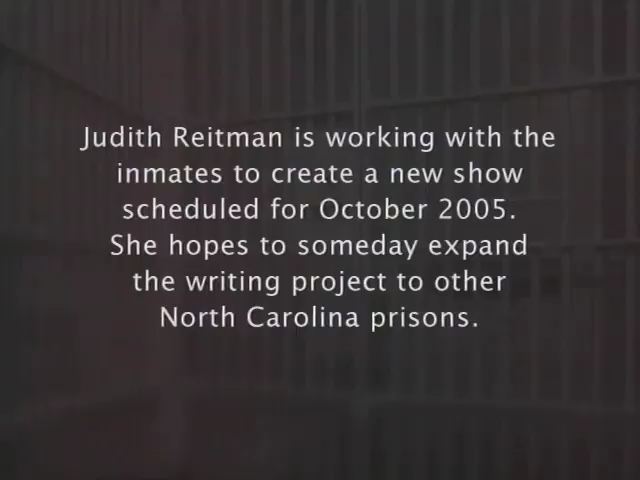 Judith Reitman is working with the
inmates to create a new show
scheduled for October 2005.
She hopes to someday expand
the writing project to other
North Carolina prisons.